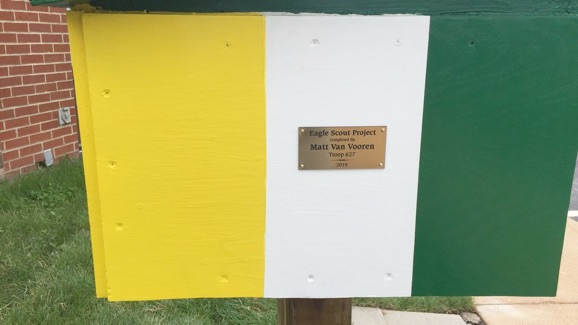 Eagle Scout Project
completed by
Matt Van Vooren
Troop 627
2019